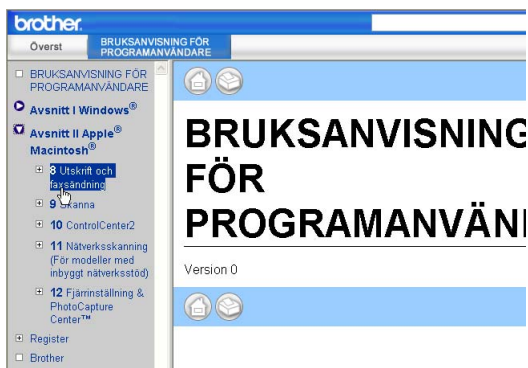 brother.
Överst
BRUKSANVISNING FÖR
PROGRAMANVÄNDARE
BRUKSANVISNING FÖR
PROGRAMANVÄNDARE
Avsnitt I Windows®
Avsnitt II Apple®
Macintosh®
8 Utskrift och
faxsändning
9 Skanna
10 ControlCenter2
11 Nätverksskanning
(För modeller med
inbyggt nätverksstöd)
12 Fjärrinställning &
PhotoCapture
Center™
Register
Brother
BRUKSANVISNING
FÖR
PROGRAMANVÄN
Version 0